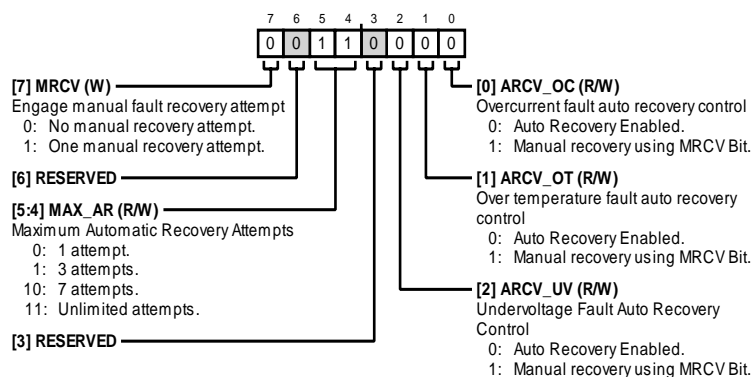 7 6 5 4 3 2 1 0
0 0 1 1 0 0 0 0
[7] MRCV (W)
Engage manual fault recovery attempt
0: No manual recovery attempt.
1: One manual recovery attempt.
[6] RESERVED
[5:4] MAX_AR (R/W)
Maximum Automatic Recovery Attempts
0: 1 attempt.
1: 3 attempts.
10: 7 attempts.
11: Unlimited attempts.
[3] RESERVED
[0] ARCV_OC (R/W)
Overcurrent fault auto recovery control
0: Auto Recovery Enabled.
1: Manual recovery using MRCV Bit.
[1] ARCV_OT (R/W)
Over temperature fault auto recovery
control
0: Auto Recovery Enabled.
1: Manual recovery using MRCV Bit.
[2] ARCV_UV (R/W)
Undervoltage Fault Auto Recovery
Control
0: Auto Recovery Enabled.
1: Manual recovery using MRCV Bit.